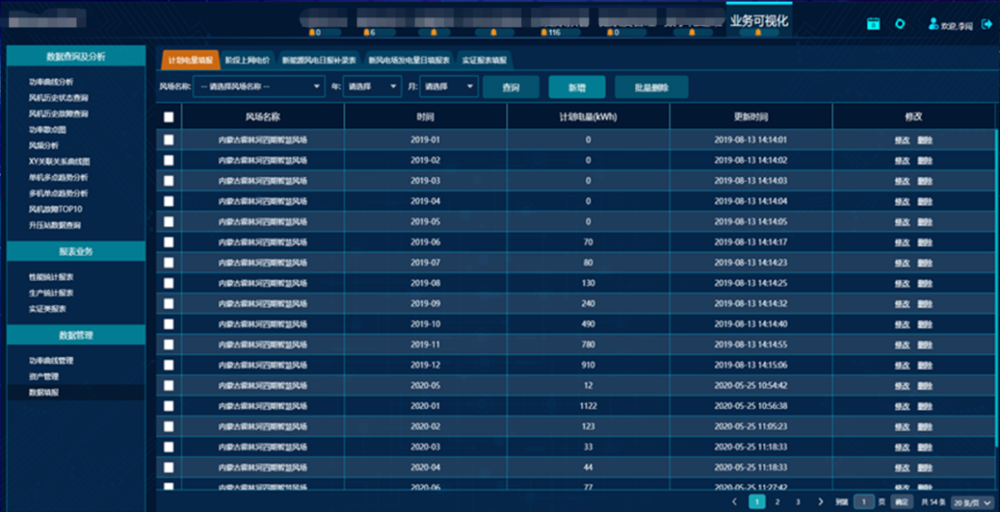 业务可视化
0 6 116 0
欢迎,李阔
数据查询及分析
功率曲线分析
风机历史状态查询
风机历史故障查询
功率散点图
风频分析
XY关联关系曲线图
单机多点趋势分析
多机单点趋势分析
风机故障TOP10
升压站数据查询
报表业务
性能统计报表
生产统计报表
实证类报表
数据管理
功率曲线管理
资产管理
数据填报
计划电量填报 阶段上网电价 新能源风电日报补录表 新风电场发电量日填报表 实证报表填报
风场名称: -- 请选择风场名称 -- 年: 请选择 月: 请选择 查询 新增 批量删除
风场名称 时间 计划电量(kWh) 更新时间 修改
内蒙古霍林河四期智慧风场 2019-01 0 2019-08-13 14:14:01 修改 删除
内蒙古霍林河四期智慧风场 2019-02 0 2019-08-13 14:14:02 修改 删除
内蒙古霍林河四期智慧风场 2019-03 0 2019-08-13 14:14:03 修改 删除
内蒙古霍林河四期智慧风场 2019-04 0 2019-08-13 14:14:04 修改 删除
内蒙古霍林河四期智慧风场 2019-05 0 2019-08-13 14:14:05 修改 删除
内蒙古霍林河四期智慧风场 2019-06 70 2019-08-13 14:14:17 修改 删除
内蒙古霍林河四期智慧风场 2019-07 80 2019-08-13 14:14:23 修改 删除
内蒙古霍林河四期智慧风场 2019-08 130 2019-08-13 14:14:25 修改 删除
内蒙古霍林河四期智慧风场 2019-09 240 2019-08-13 14:14:32 修改 删除
内蒙古霍林河四期智慧风场 2019-10 490 2019-08-13 14:14:40 修改 删除
内蒙古霍林河四期智慧风场 2019-11 780 2019-08-13 14:14:55 修改 删除
内蒙古霍林河四期智慧风场 2019-12 910 2019-08-13 14:15:06 修改 删除
内蒙古霍林河四期智慧风场 2020-05 12 2020-05-25 10:54:42 修改 删除
内蒙古霍林河四期智慧风场 2020-01 1122 2020-05-25 10:56:38 修改 删除
内蒙古霍林河四期智慧风场 2020-02 123 2020-05-25 11:05:23 修改 删除
内蒙古霍林河四期智慧风场 2020-03 33 2020-05-25 11:18:33 修改 删除
内蒙古霍林河四期智慧风场 2020-04 44 2020-05-25 11:18:33 修改 删除
内蒙古霍林河四期智慧风场 2020-06 77 2020-05-25 11:27:42 修改 删除
1 2 3 到第 1 页 确定 共 54 条 20 条/页